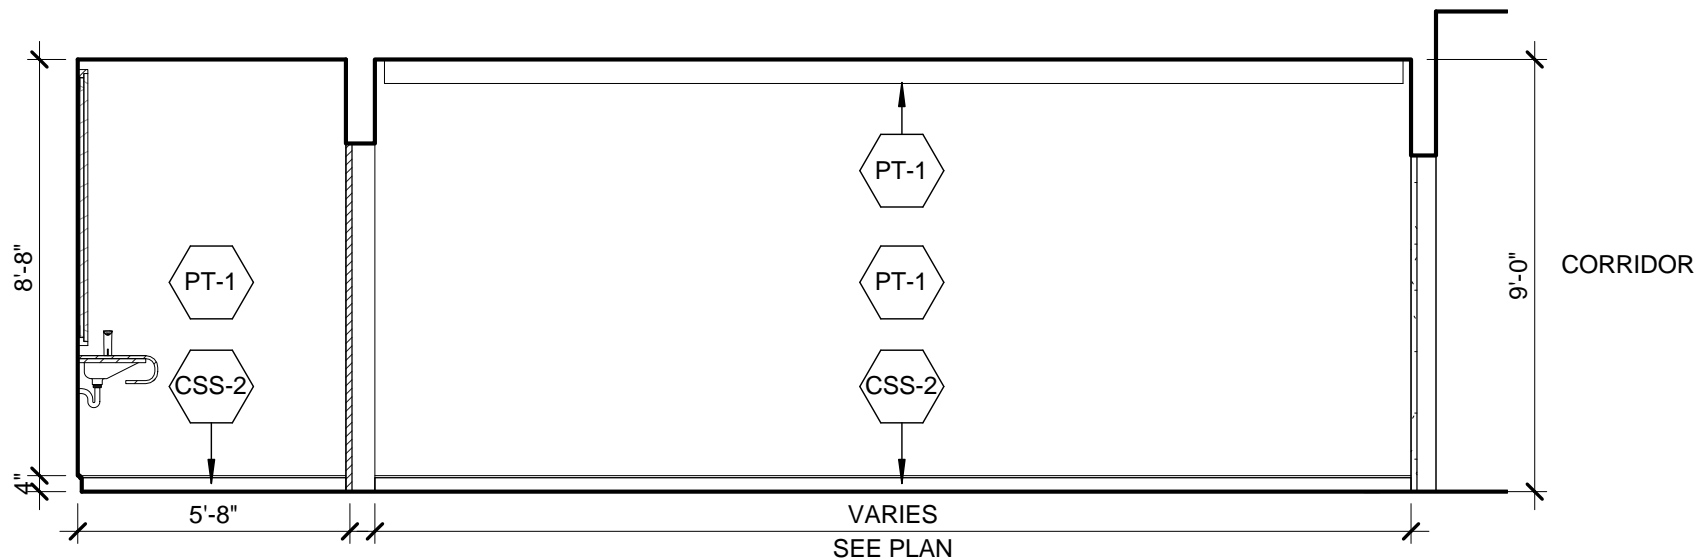 PT-1
8'-8"
PT-1
PT-1
9'-0"
CORRIDOR
CSS-2
CSS-2
4"
5'-8"
VARIES
SEE PLAN